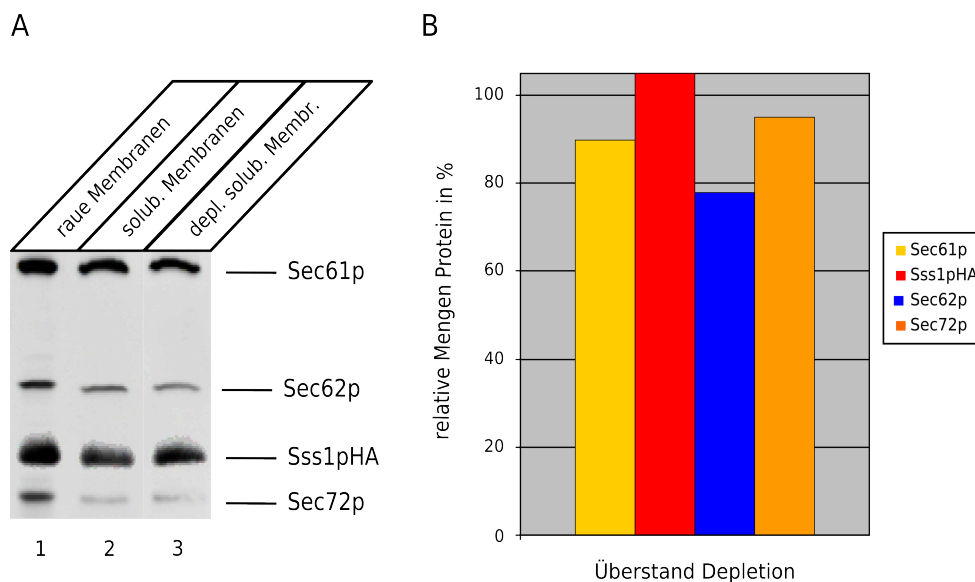 A
raue Membranen
solub. Membranen
depl. solub. Membr.
Sec61p
Sec62p
Sss1pHA
Sec72p
1 2 3
B
relative Mengen Protein in %
100
80
60
40
20
0
Überstand Depletion
Sec61p
Sss1pHA
Sec62p
Sec72p